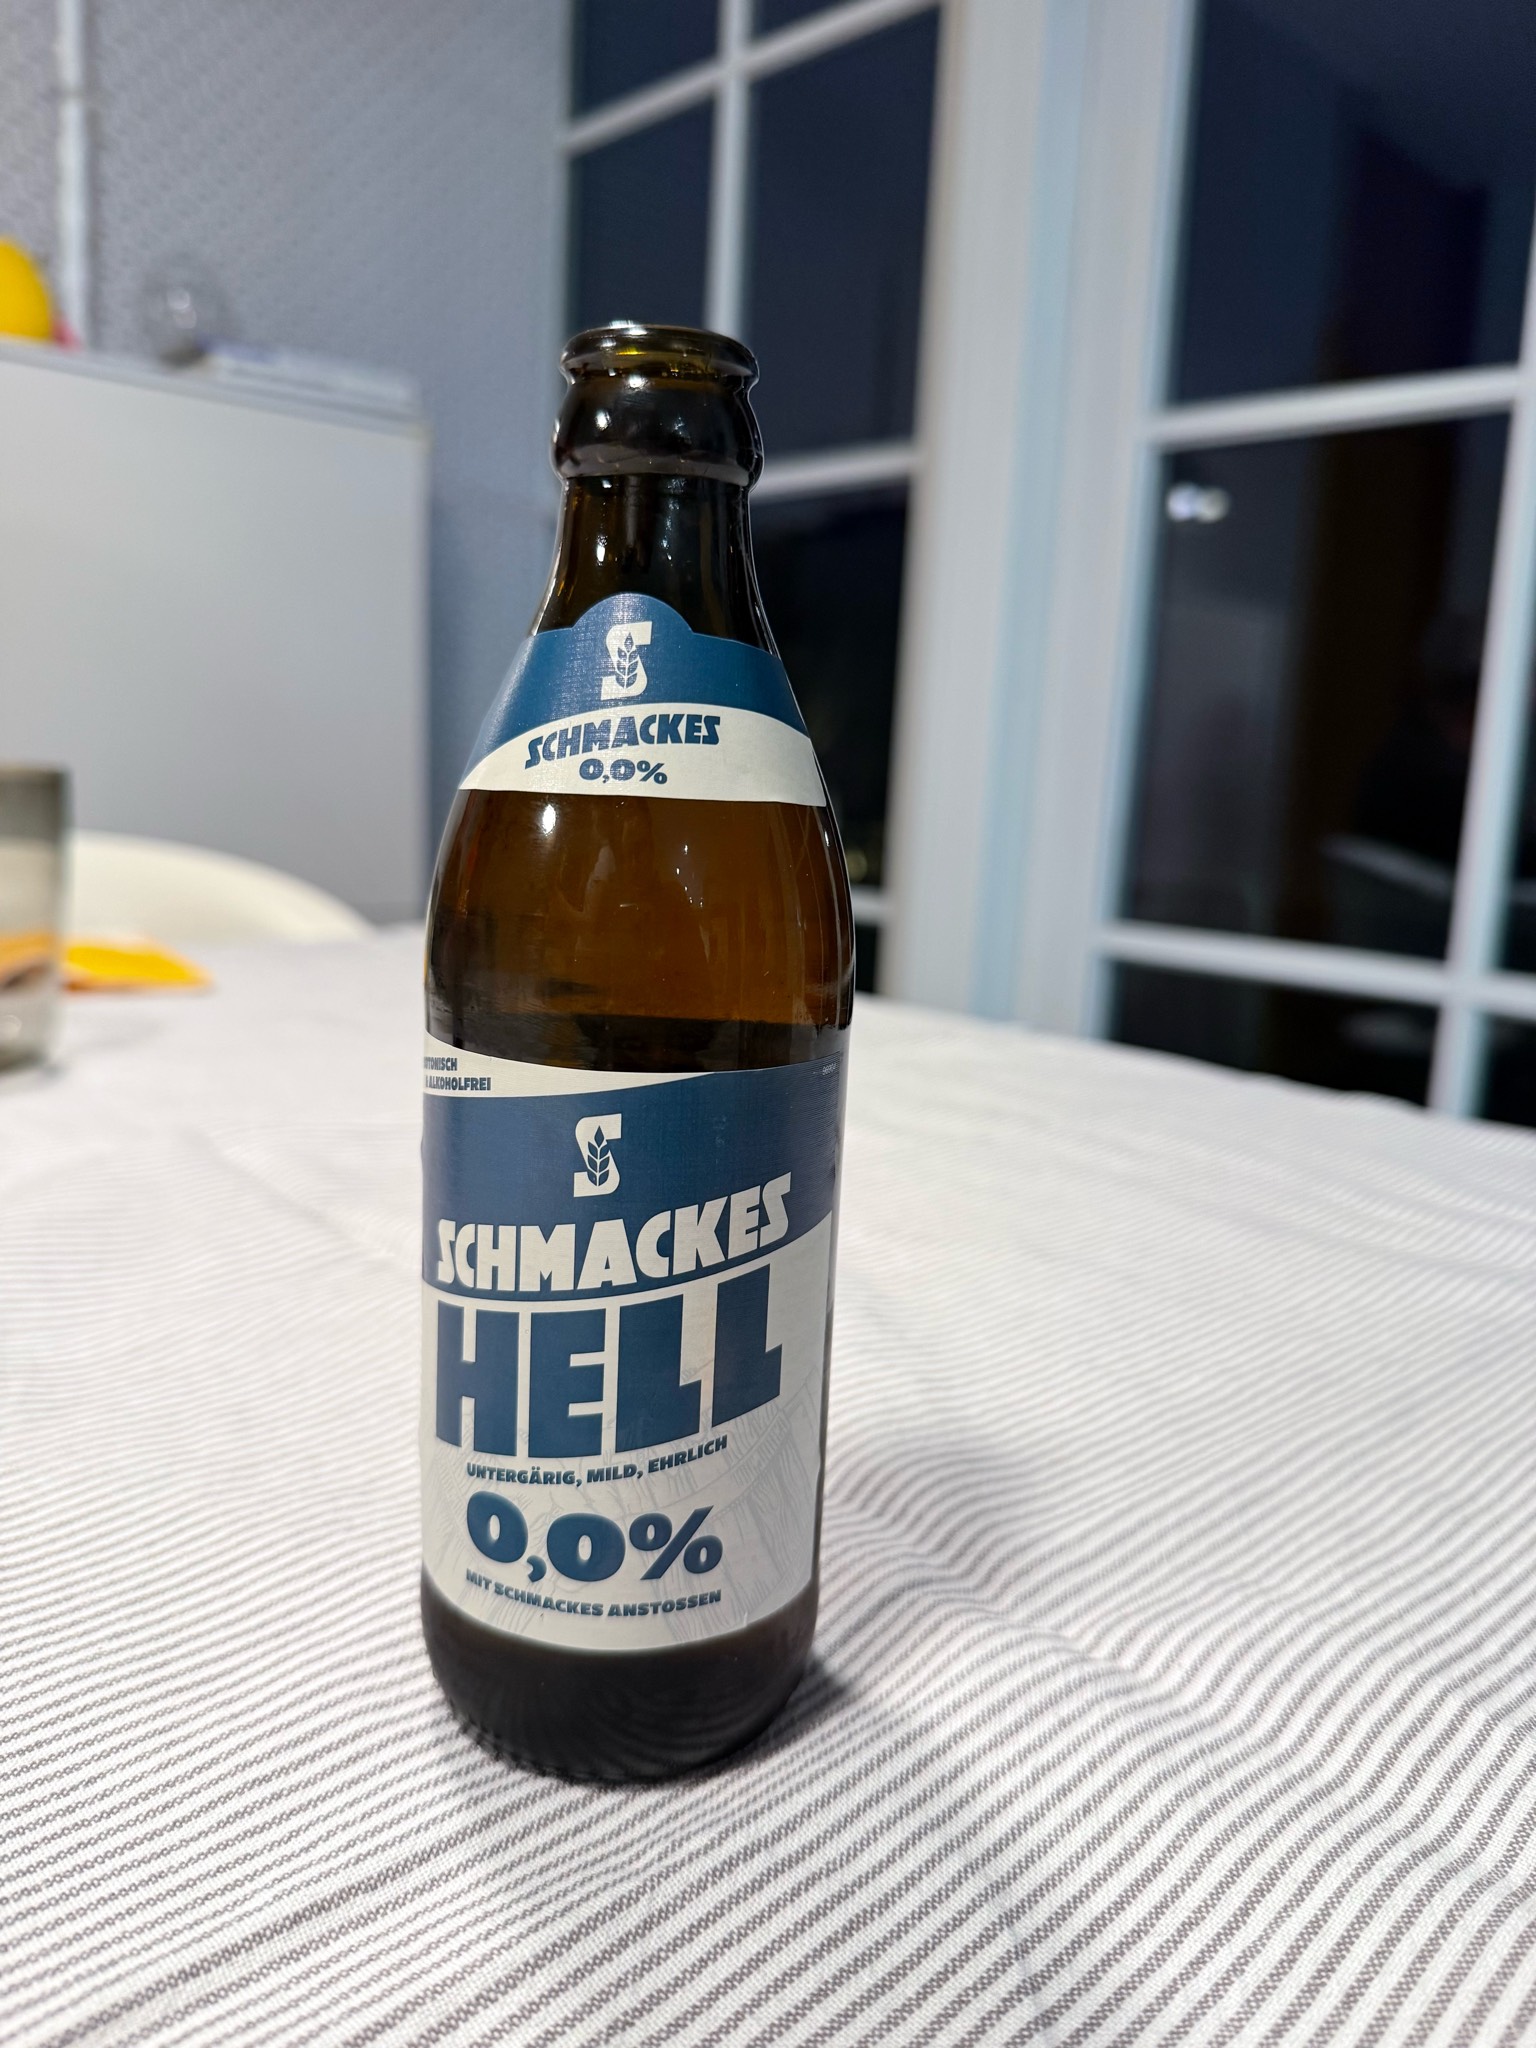 S
SCHMACKES
0,0%
ALKOHOLFREI
S
SCHMACKES
HELL
UNTERGÄRIG, MILD, EHRLICH
0,0%
MIT SCHMACKES ANSTOSSEN